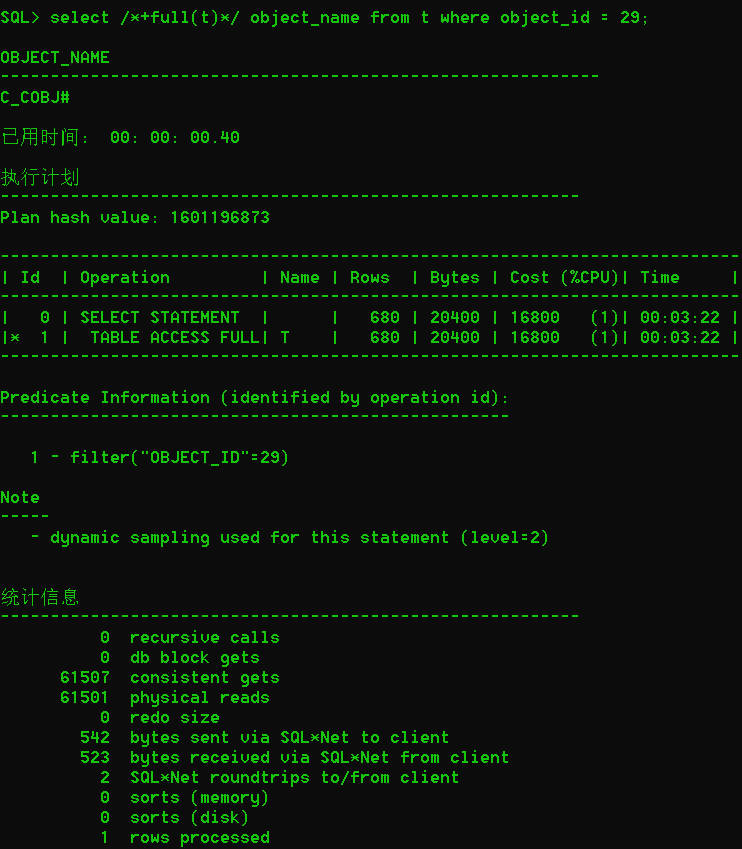 SQL> select /*+full(t)*/ object_name from t where object_id = 29;
OBJECT_NAME
------------------------------------------------------------
C_COBJ#
已用时间:  00: 00: 00.40
执行计划
----------------------------------------------------------
Plan hash value: 1601196873
--------------------------------------------------------------------------
| Id  | Operation         | Name | Rows  | Bytes | Cost (%CPU)| Time     |
--------------------------------------------------------------------------
|   0 | SELECT STATEMENT  |      |   680 | 20400 | 16800   (1)| 00:03:22 |
|*  1 |  TABLE ACCESS FULL| T    |   680 | 20400 | 16800   (1)| 00:03:22 |
--------------------------------------------------------------------------
Predicate Information (identified by operation id):
---------------------------------------------------
   1 - filter("OBJECT_ID"=29)
Note
-----
   - dynamic sampling used for this statement (level=2)
统计信息
----------------------------------------------------------
          0  recursive calls
          0  db block gets
      61507  consistent gets
      61501  physical reads
          0  redo size
        542  bytes sent via SQL*Net to client
        523  bytes received via SQL*Net from client
          2  SQL*Net roundtrips to/from client
          0  sorts (memory)
          0  sorts (disk)
          1  rows processed